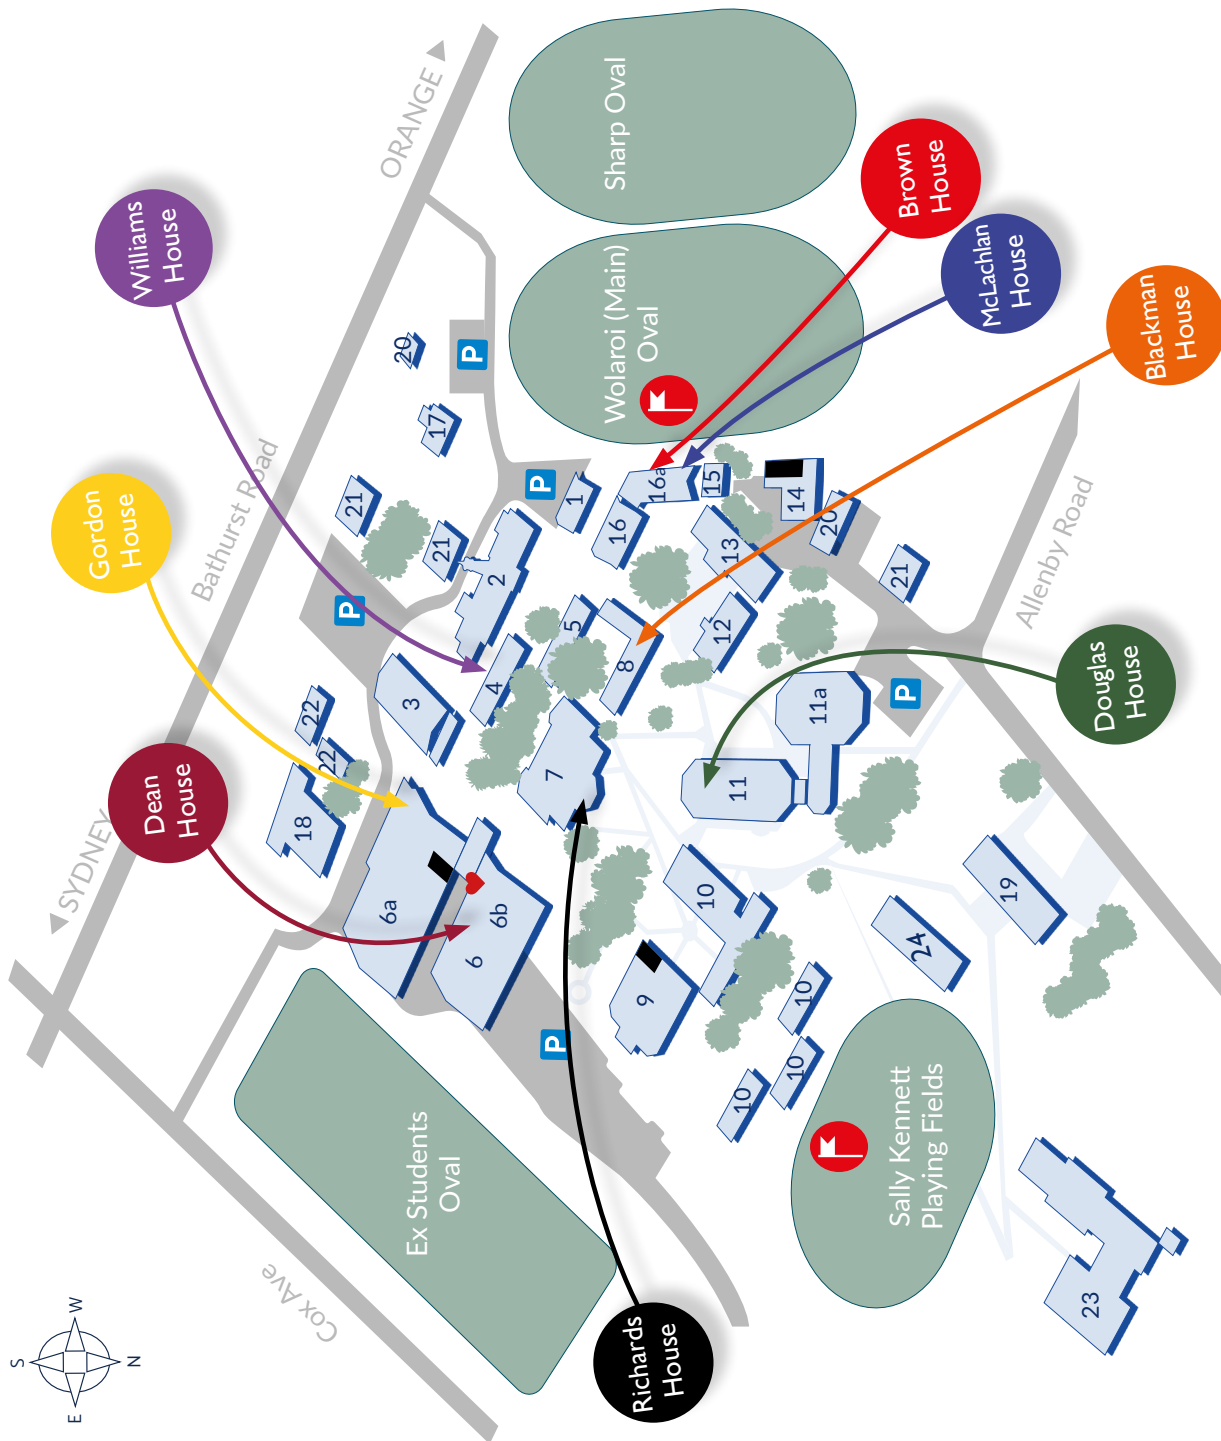 ORANGE
SYDNEY
Bathurst Road
Cox Ave
Allenby Road
Sharp Oval
Wolaroi (Main)
Oval
Ex Students
Oval
Sally Kennett
Playing Fields
Dean
House
Gordon
House
Williams
House
Brown
House
McLachlan
House
Blackman
House
Douglas
House
Richards
House
S
W
N
E
P
P
P
P
P
P
1
2
3
4
5
6
6a
6b
7
8
9
10
10
10
10
11
11a
12
13
14
15
16
16a
17
18
19
20
20
21
21
21
22
22
23
24